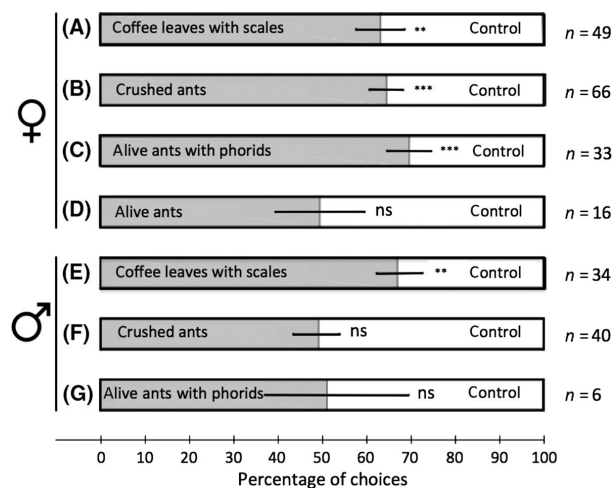 (A) Coffee leaves with scales ** Control n = 49
(B) Crushed ants *** Control n = 66
(C) Alive ants with phorids *** Control n = 33
(D) Alive ants ns Control n = 16
(E) Coffee leaves with scales ** Control n = 34
(F) Crushed ants ns Control n = 40
(G) Alive ants with phorids ns Control n = 6
0 10 20 30 40 50 60 70 80 90 100
Percentage of choices